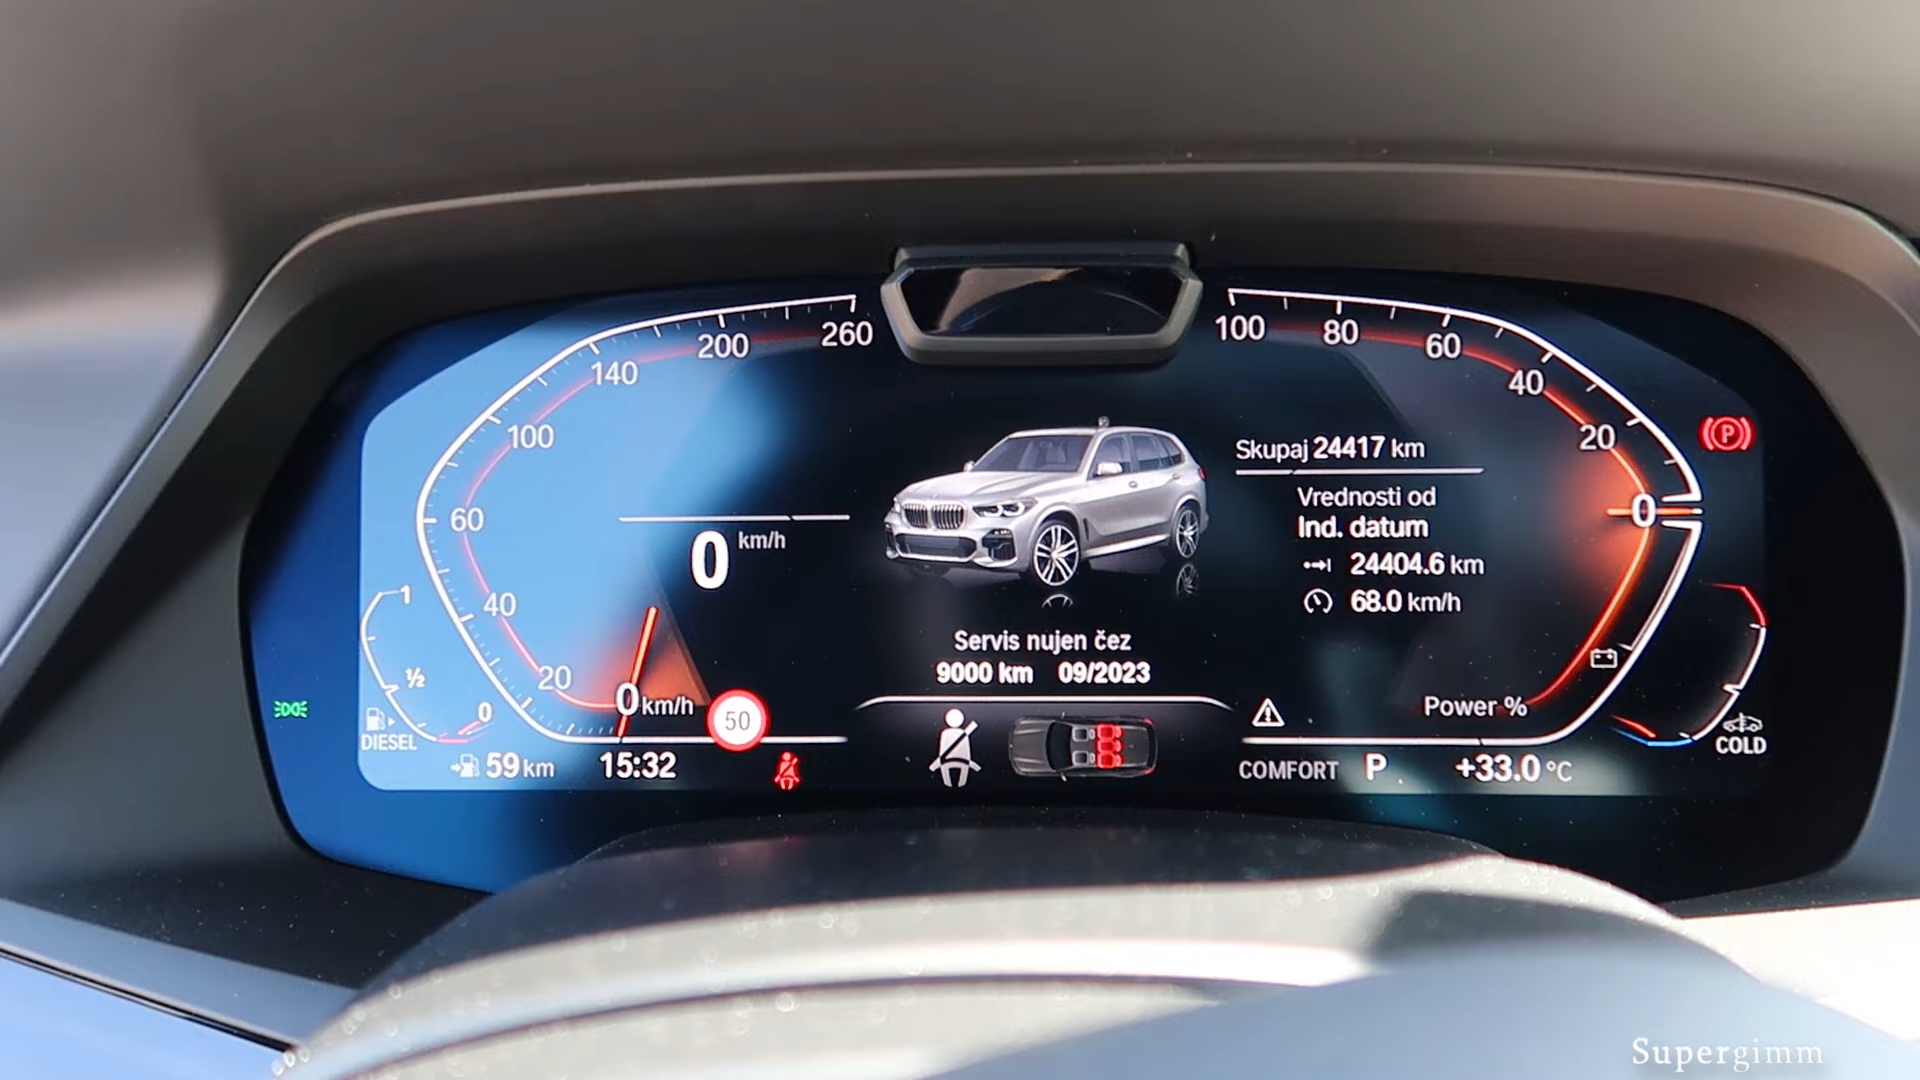 260
200
140
100
60
40
20
0 km/h
0 km/h
1
½
0
DIESEL
59 km
15:32
50
Skupaj 24417 km
Vrednosti od
Ind. datum
24404.6 km
68.0 km/h
Servis nujen čez
9000 km 09/2023
100
80
60
40
20
0
P
Power %
COLD
COMFORT P +33.0 °C
Supergimm